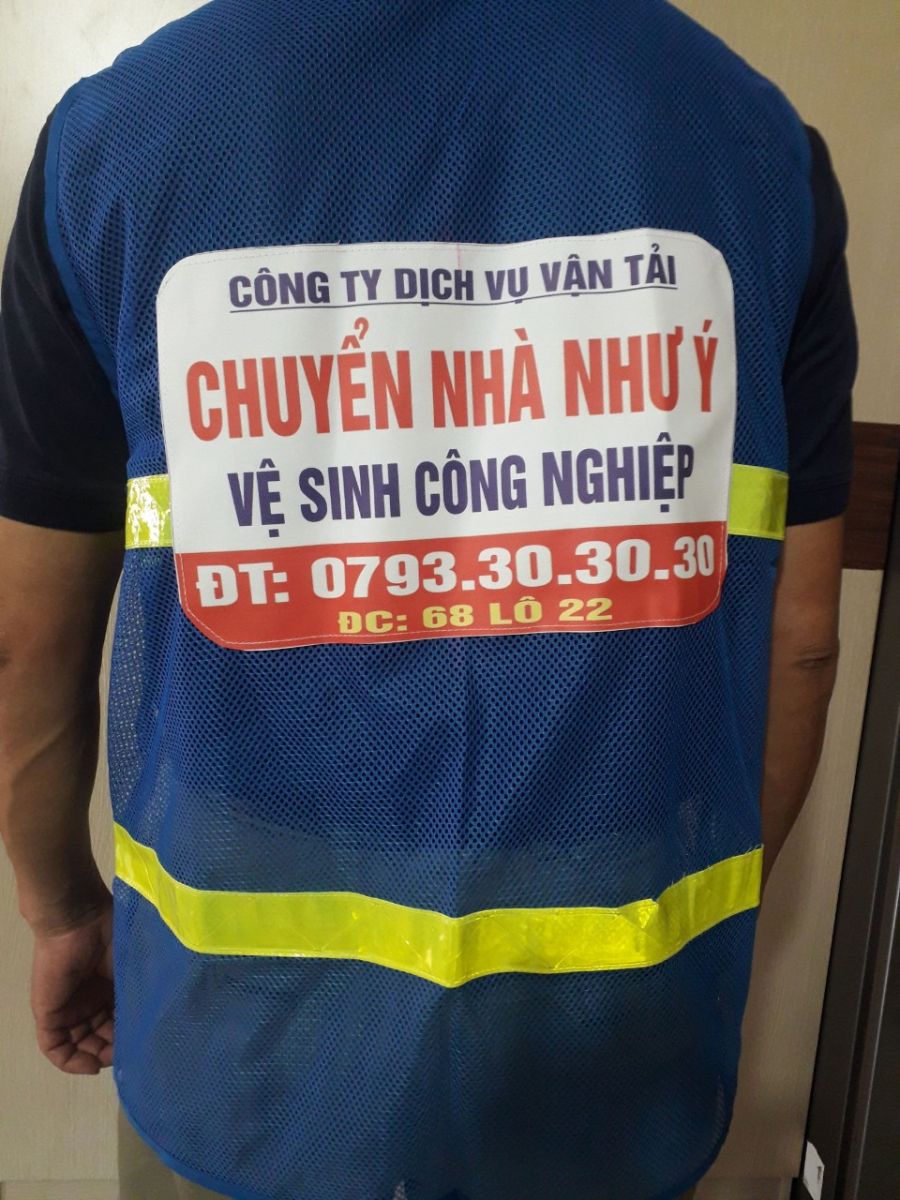 CÔNG TY DỊCH VỤ VẬN TẢI
CHUYỂN NHÀ NHƯ Ý
VỆ SINH CÔNG NGHIỆP
ĐT: 0793.30.30.30
ĐC: 68 LÔ 22